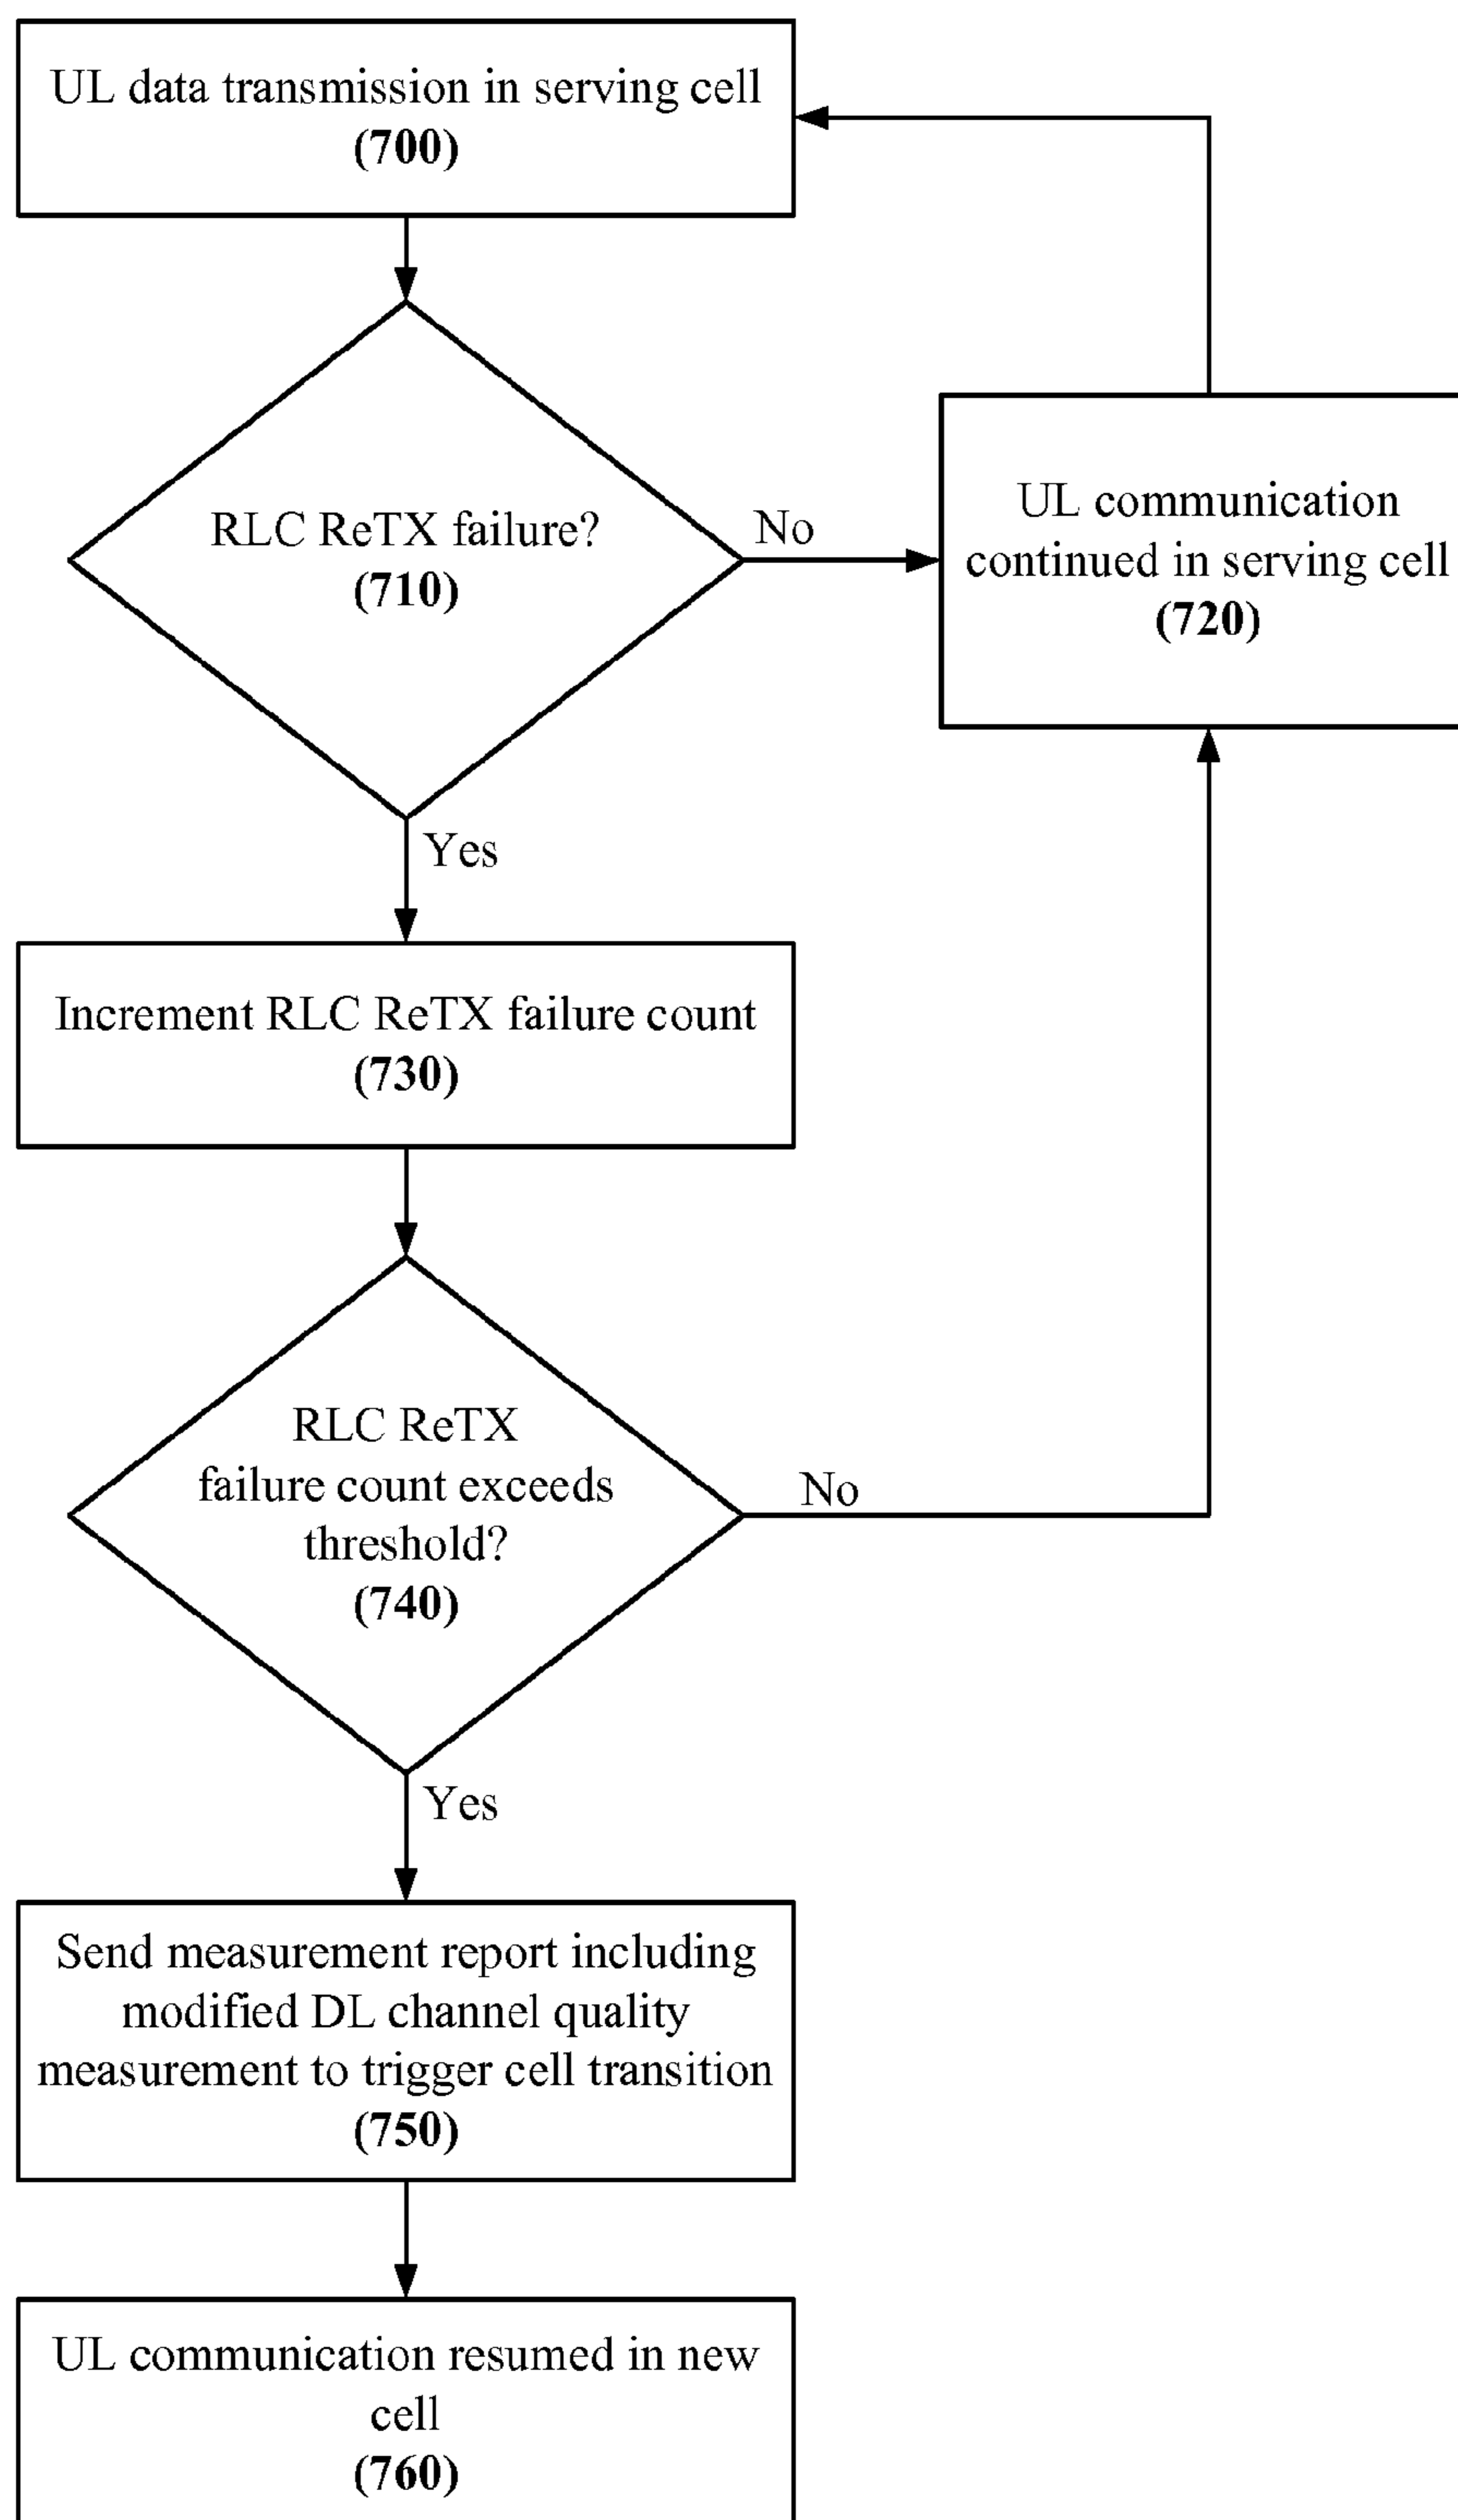 UL data transmission in serving cell
(700)
RLC ReTX failure?
(710)
No
UL communication
continued in serving cell
(720)
Yes
Increment RLC ReTX failure count
(730)
RLC ReTX
failure count exceeds
threshold?
(740)
No
Yes
Send measurement report including
modified DL channel quality
measurement to trigger cell transition
(750)
UL communication resumed in new
cell
(760)